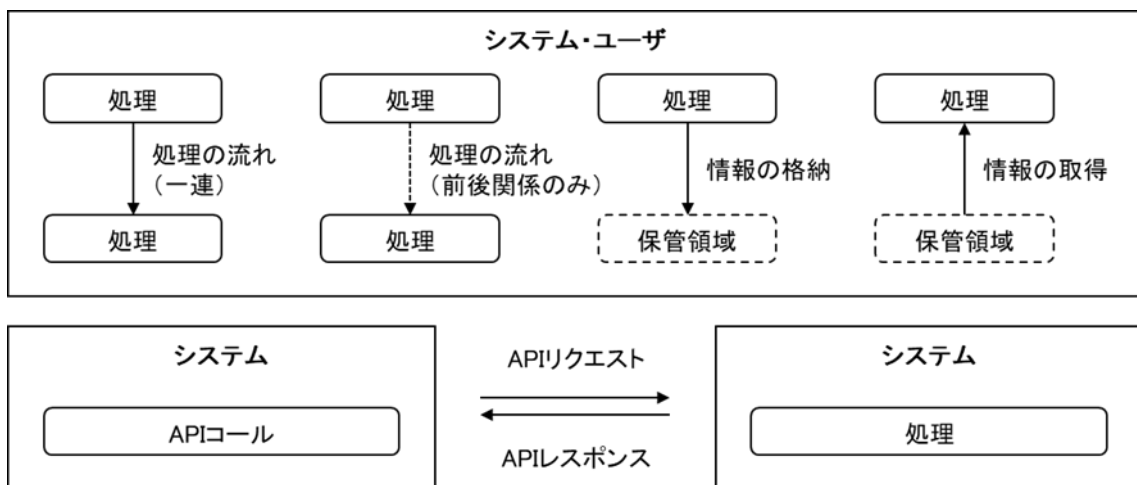 システム・ユーザ
処理 処理 処理 処理
処理の流れ
（一連）
処理の流れ
（前後関係のみ）
情報の格納
情報の取得
処理 処理 保管領域 保管領域
システム
APIコール
APIリクエスト
APIレスポンス
システム
処理